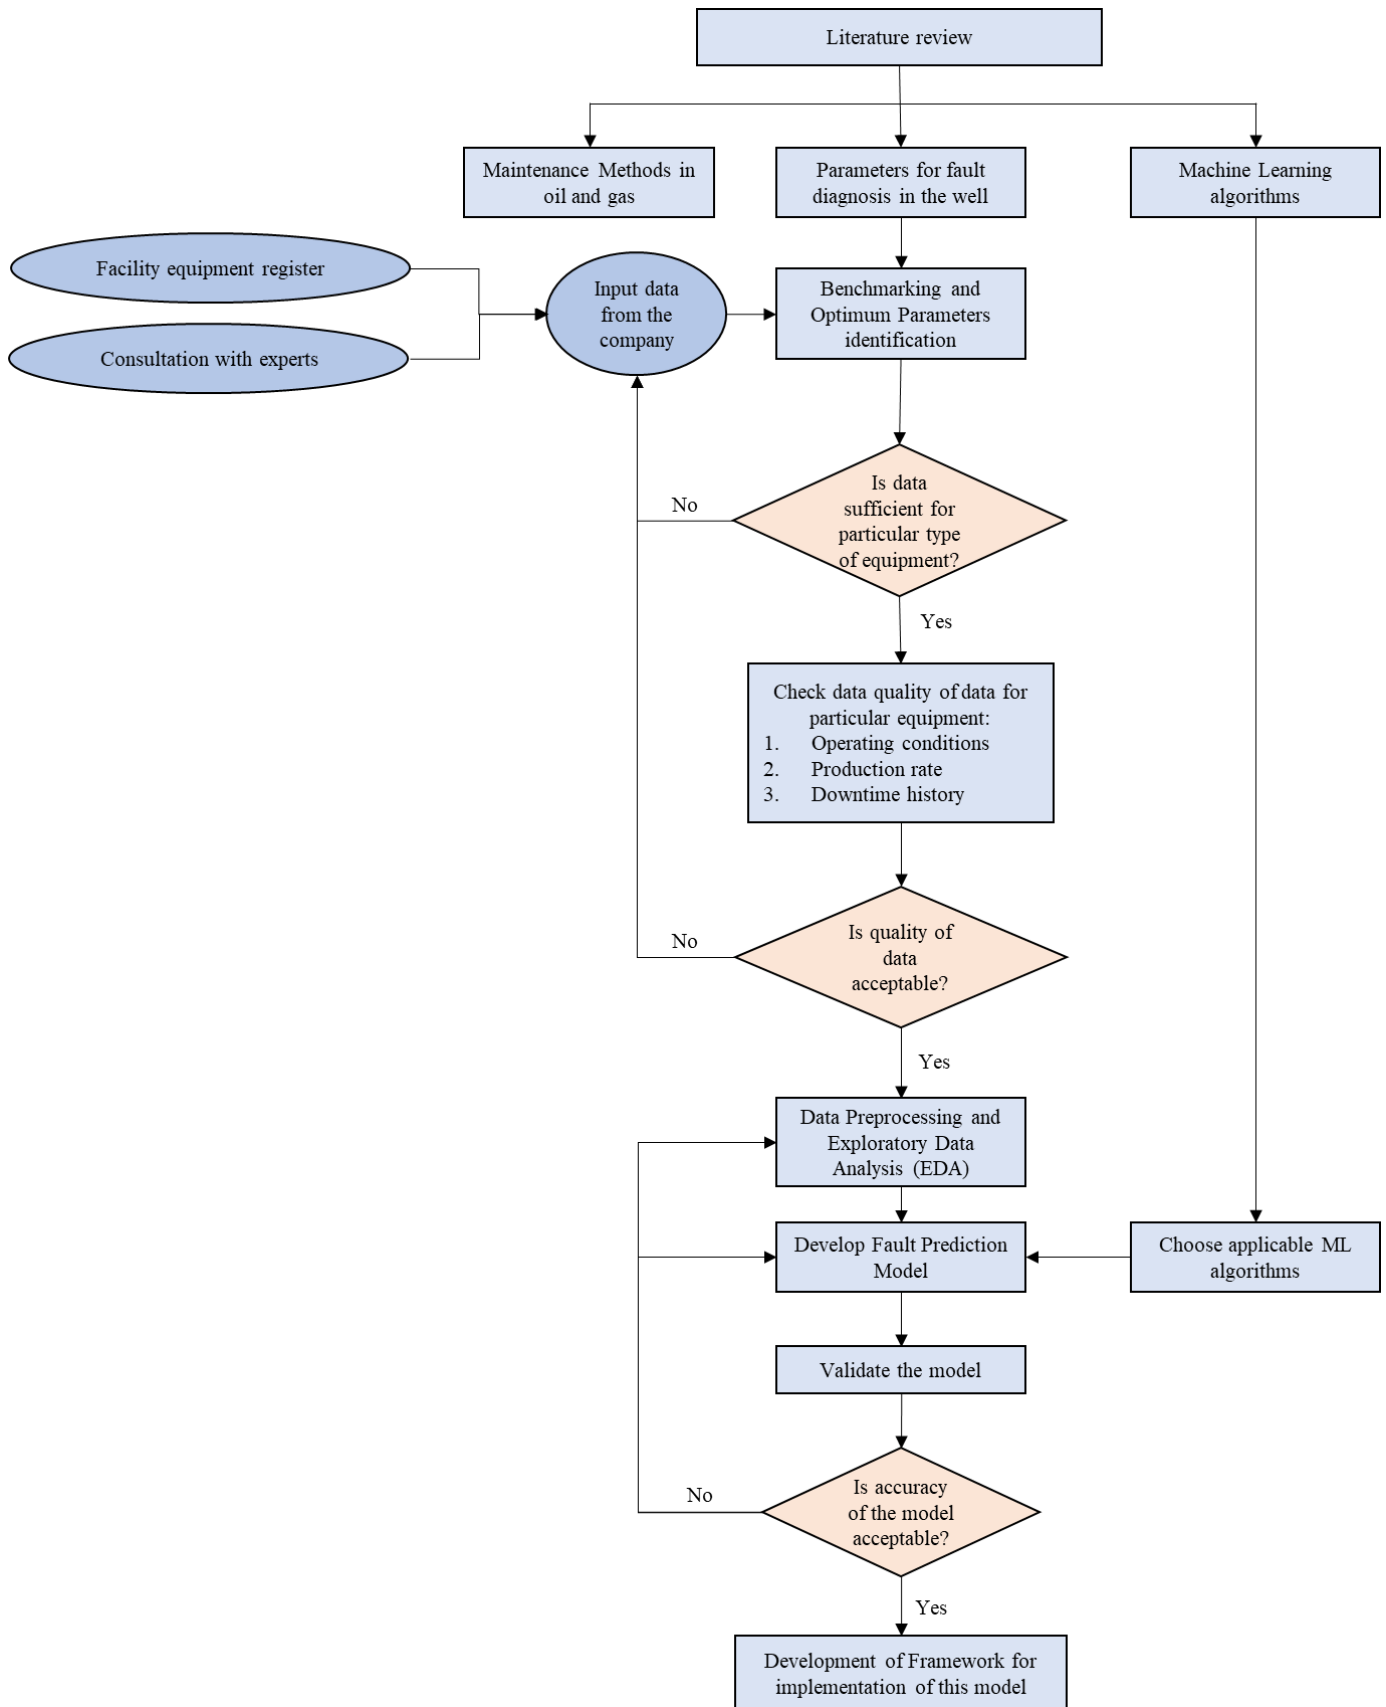 Literature review
Maintenance Methods in
oil and gas
Parameters for fault
diagnosis in the well
Machine Learning
algorithms
Facility equipment register
Consultation with experts
Input data
from the
company
Benchmarking and
Optimum Parameters
identification
Is data
sufficient for
particular type
of equipment?
No
Yes
Check data quality of data for
particular equipment:
1. Operating conditions
2. Production rate
3. Downtime history
Is quality of
data
acceptable?
No
Yes
Data Preprocessing and
Exploratory Data
Analysis (EDA)
Develop Fault Prediction
Model
Choose applicable ML
algorithms
Validate the model
Is accuracy
of the model
acceptable?
No
Yes
Development of Framework for
implementation of this model